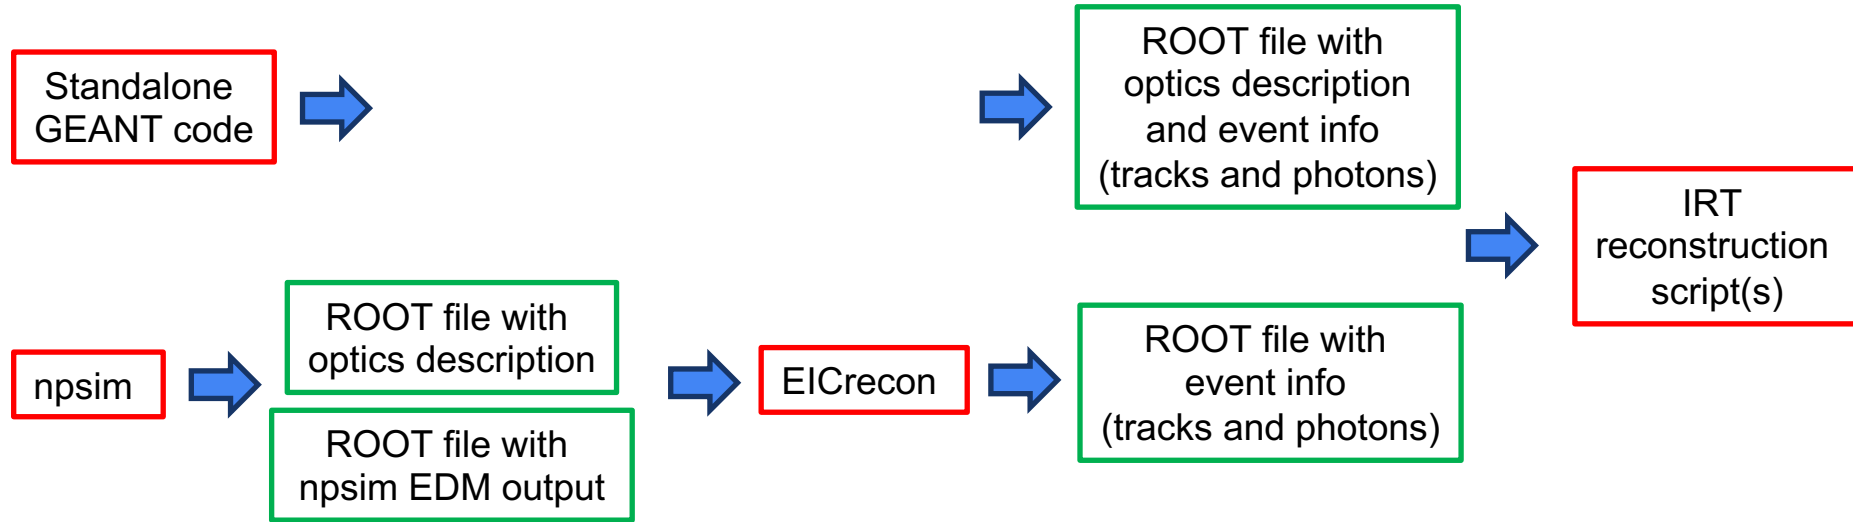 Standalone
GEANT code
ROOT file with
optics description
and event info
(tracks and photons)
IRT
reconstruction
script(s)
npsim
ROOT file with
optics description
ROOT file with
npsim EDM output
EICrecon
ROOT file with
event info
(tracks and photons)